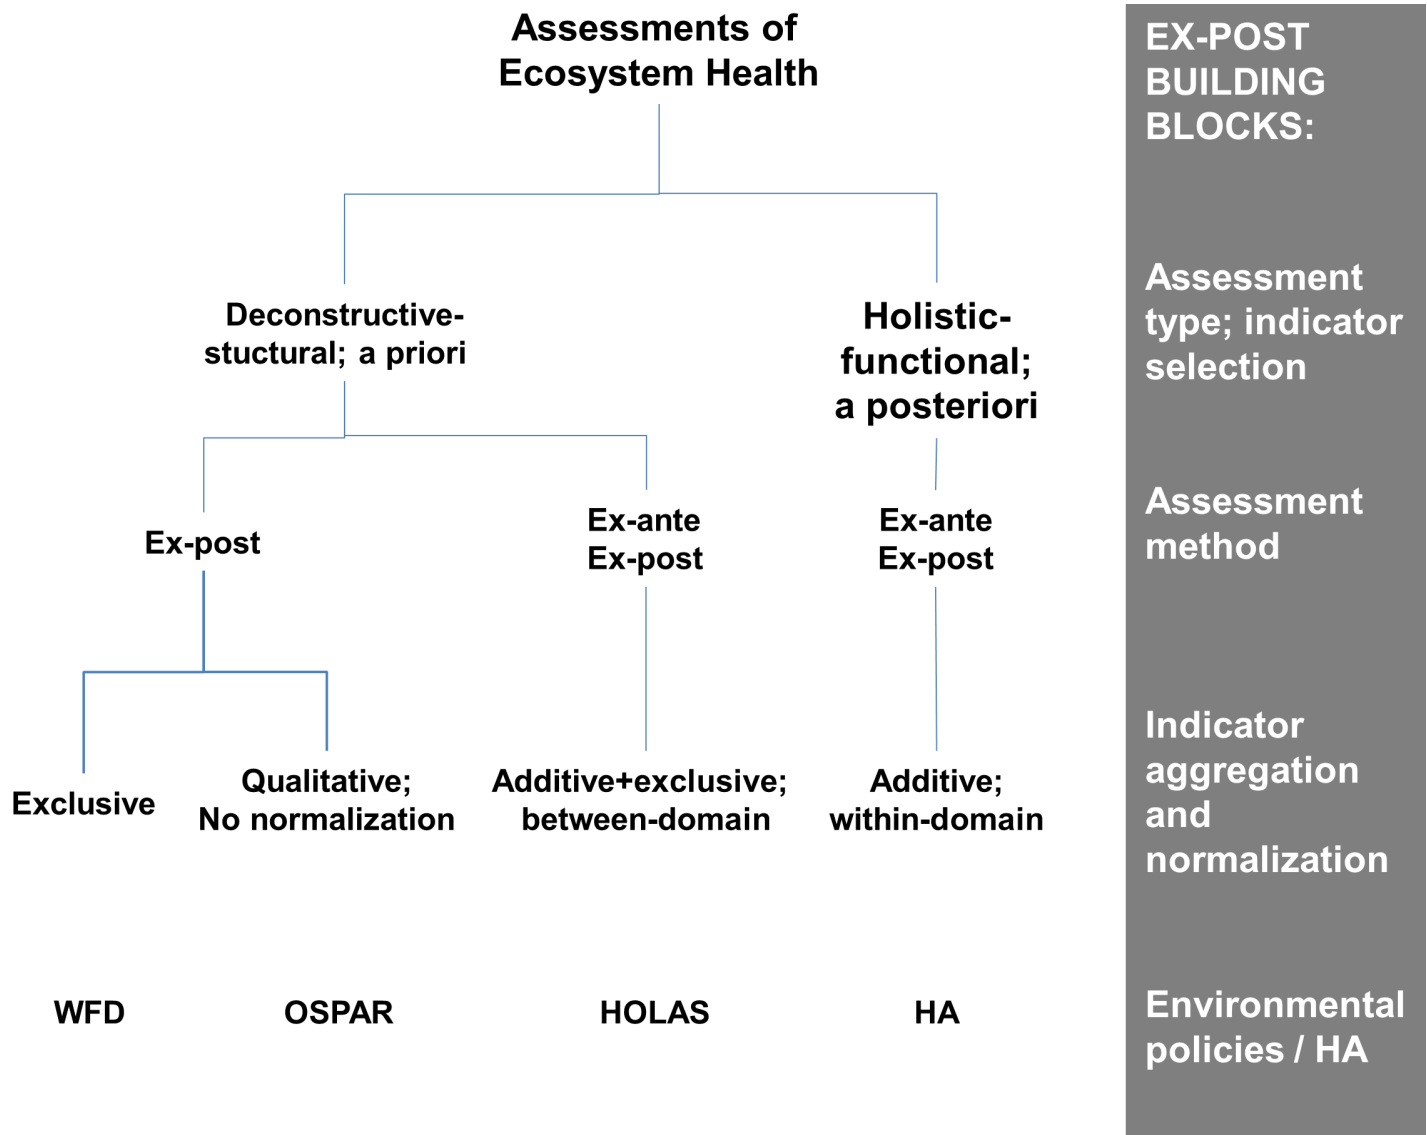 Assessments of
Ecosystem Health
EX-POST
BUILDING
BLOCKS:
Deconstructive-
stuctural; a priori
Holistic-
functional;
a posteriori
Assessment
type; indicator
selection
Ex-post
Ex-ante
Ex-post
Ex-ante
Ex-post
Assessment
method
Exclusive
Qualitative;
No normalization
Additive+exclusive;
between-domain
Additive;
within-domain
Indicator
aggregation
and
normalization
WFD
OSPAR
HOLAS
HA
Environmental
policies / HA